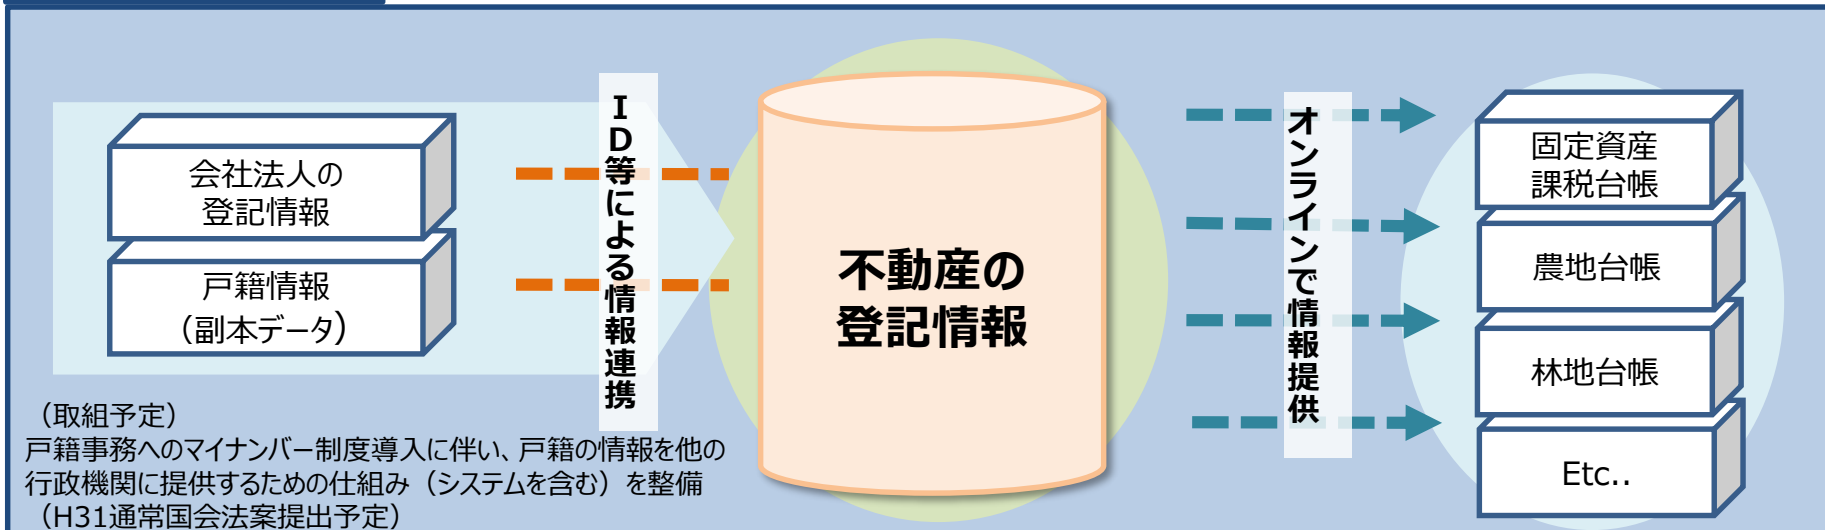 会社法人の
登記情報
戸籍情報
（副本データ）
ＩＤ等による情報連携
不動産の
登記情報
オンラインで情報提供
固定資産
課税台帳
農地台帳
林地台帳
Etc..
（取組予定）
戸籍事務へのマイナンバー制度導入に伴い、戸籍の情報を他の
行政機関に提供するための仕組み（システムを含む）を整備
（H31通常国会法案提出予定）